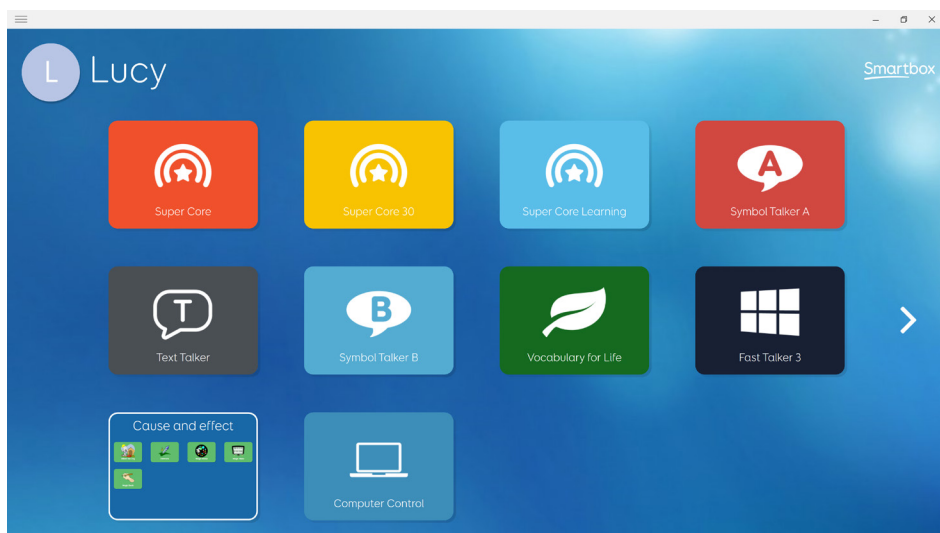 L Lucy
Smartbox
Super Core
Super Core 30
Super Core Learning
A
Symbol Talker A
T
Text Talker
B
Symbol Talker B
Vocabulary for Life
Fast Talker 3
Cause and effect
Computer Control